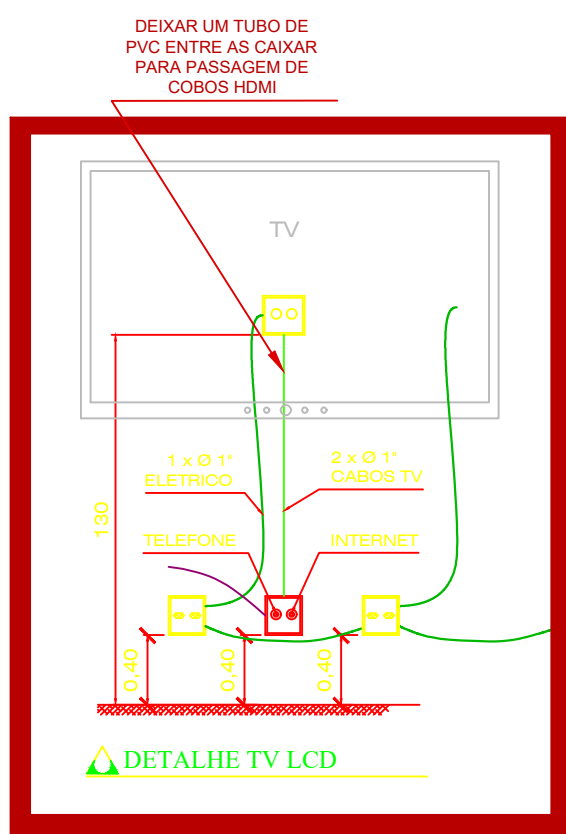 DEIXAR UM TUBO DE
PVC ENTRE AS CAIXAR
PARA PASSAGEM DE
COBOS HDMI
TV
1 x Ø 1"
ELETRICO
2 x Ø 1"
CABOS TV
130
TELEFONE
INTERNET
0,40
0,40
0,40
DETALHE TV LCD